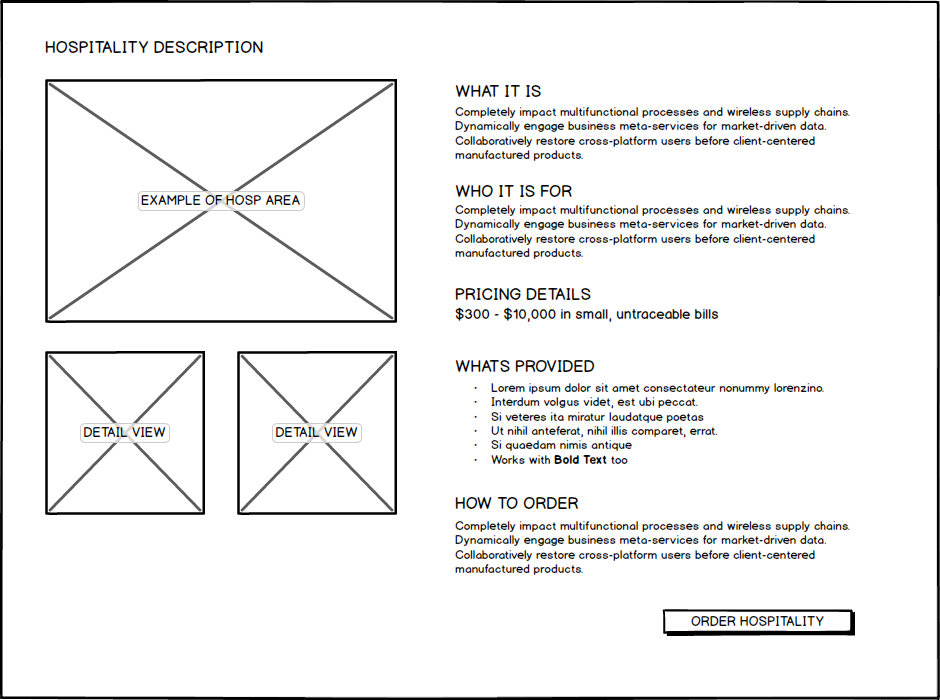 HOSPITALITY DESCRIPTION
EXAMPLE OF HOSP AREA
DETAIL VIEW
DETAIL VIEW
WHAT IT IS
Completely impact multifunctional processes and wireless supply chains.
Dynamically engage business meta-services for market-driven data.
Collaboratively restore cross-platform users before client-centered
manufactured products.
WHO IT IS FOR
Completely impact multifunctional processes and wireless supply chains.
Dynamically engage business meta-services for market-driven data.
Collaboratively restore cross-platform users before client-centered
manufactured products.
PRICING DETAILS
$300 - $10,000 in small, untraceable bills
WHATS PROVIDED
· Lorem ipsum dolor sit amet consectateur nonummy lorenzino.
· Interdum volgus videt, est ubi peccat.
· Si veteres ita miratur laudatque poetas
· Ut nihil anteferat, nihil illis comparet, errat.
· Si quaedam nimis antique
· Works with Bold Text too
HOW TO ORDER
Completely impact multifunctional processes and wireless supply chains.
Dynamically engage business meta-services for market-driven data.
Collaboratively restore cross-platform users before client-centered
manufactured products.
ORDER HOSPITALITY